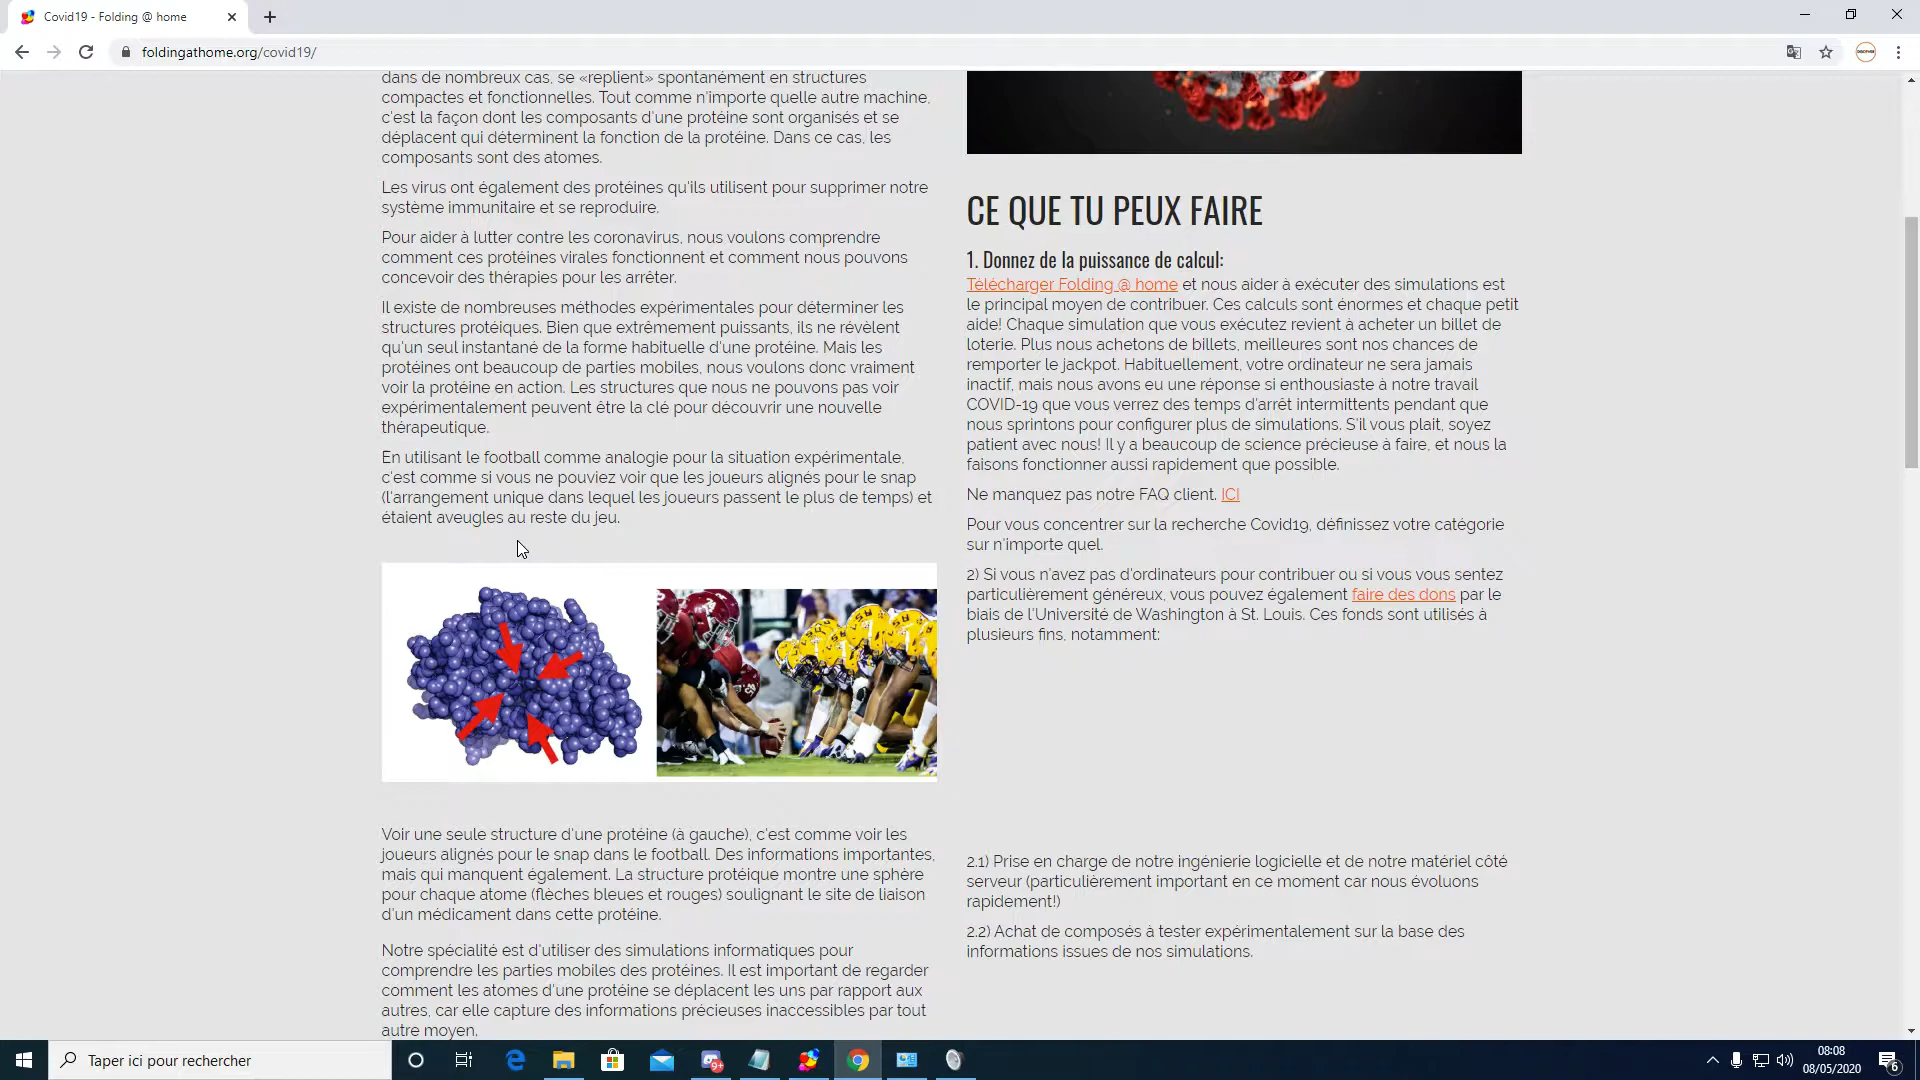 Covid19 - Folding @ home
foldingathome.org/covid19/
dans de nombreux cas, se «replient» spontanément en structures
compactes et fonctionnelles. Tout comme n'importe quelle autre machine,
c'est la façon dont les composants d'une protéine sont organisés et se
déplacent qui déterminent la fonction de la protéine. Dans ce cas, les
composants sont des atomes.
Les virus ont également des protéines qu'ils utilisent pour supprimer notre
système immunitaire et se reproduire.
Pour aider à lutter contre les coronavirus, nous voulons comprendre
comment ces protéines virales fonctionnent et comment nous pouvons
concevoir des thérapies pour les arrêter.
Il existe de nombreuses méthodes expérimentales pour déterminer les
structures protéiques. Bien que extrêmement puissants, ils ne révèlent
qu'un seul instantané de la forme habituelle d'une protéine. Mais les
protéines ont beaucoup de parties mobiles, nous voulons donc vraiment
voir la protéine en action. Les structures que nous ne pouvons pas voir
expérimentalement peuvent être la clé pour découvrir une nouvelle
thérapeutique.
En utilisant le football comme analogie pour la situation expérimentale,
c'est comme si vous ne pouviez voir que les joueurs alignés pour le snap
(l'arrangement unique dans lequel les joueurs passent le plus de temps) et
étaient aveugles au reste du jeu.
Voir une seule structure d'une protéine (à gauche), c'est comme voir les
joueurs alignés pour le snap dans le football. Des informations importantes,
mais qui manquent également. La structure protéique montre une sphère
pour chaque atome (flèches bleues et rouges) soulignant le site de liaison
d'un médicament dans cette protéine.
Notre spécialité est d'utiliser des simulations informatiques pour
comprendre les parties mobiles des protéines. Il est important de regarder
comment les atomes d'une protéine se déplacent les uns par rapport aux
autres, car elle capture des informations précieuses inaccessibles par tout
autre moyen.
CE QUE TU PEUX FAIRE
1. Donnez de la puissance de calcul:
Télécharger Folding @ home et nous aider à exécuter des simulations est
le principal moyen de contribuer. Ces calculs sont énormes et chaque petit
aide! Chaque simulation que vous exécutez revient à acheter un billet de
loterie. Plus nous achetons de billets, meilleures sont nos chances de
remporter le jackpot. Habituellement, votre ordinateur ne sera jamais
inactif, mais nous avons eu une réponse si enthousiaste à notre travail
COVID-19 que vous verrez des temps d'arrêt intermittents pendant que
nous sprintons pour configurer plus de simulations. S'il vous plait, soyez
patient avec nous! Il y a beaucoup de science précieuse à faire, et nous la
faisons fonctionner aussi rapidement que possible.
Ne manquez pas notre FAQ client. ICI
Pour vous concentrer sur la recherche Covid19, définissez votre catégorie
sur n'importe quel.
2) Si vous n'avez pas d'ordinateurs pour contribuer ou si vous vous sentez
particulièrement généreux, vous pouvez également faire des dons par le
biais de l'Université de Washington à St. Louis. Ces fonds sont utilisés à
plusieurs fins, notamment:
2.1) Prise en charge de notre ingénierie logicielle et de notre matériel côté
serveur (particulièrement important en ce moment car nous évoluons
rapidement!)
2.2) Achat de composés à tester expérimentalement sur la base des
informations issues de nos simulations.
Taper ici pour rechercher
9+
08:08
08/05/2020
6